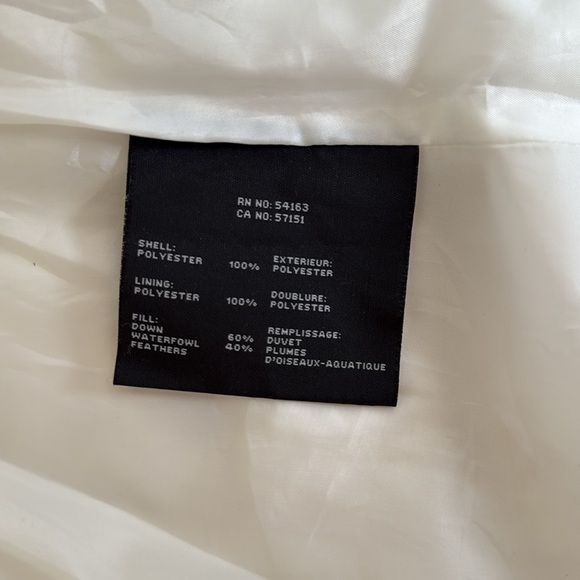 RN NO: 54163
CA NO: 57151
SHELL: EXTERIEUR:
POLYESTER 100% POLYESTER
LINING: DOUBLURE:
POLYESTER 100% POLYESTER
FILL: REMPLISSAGE:
DOWN 60% DUVET
WATERFOWL 40% PLUMES
FEATHERS D'OISEAUX-AQUATIQUE